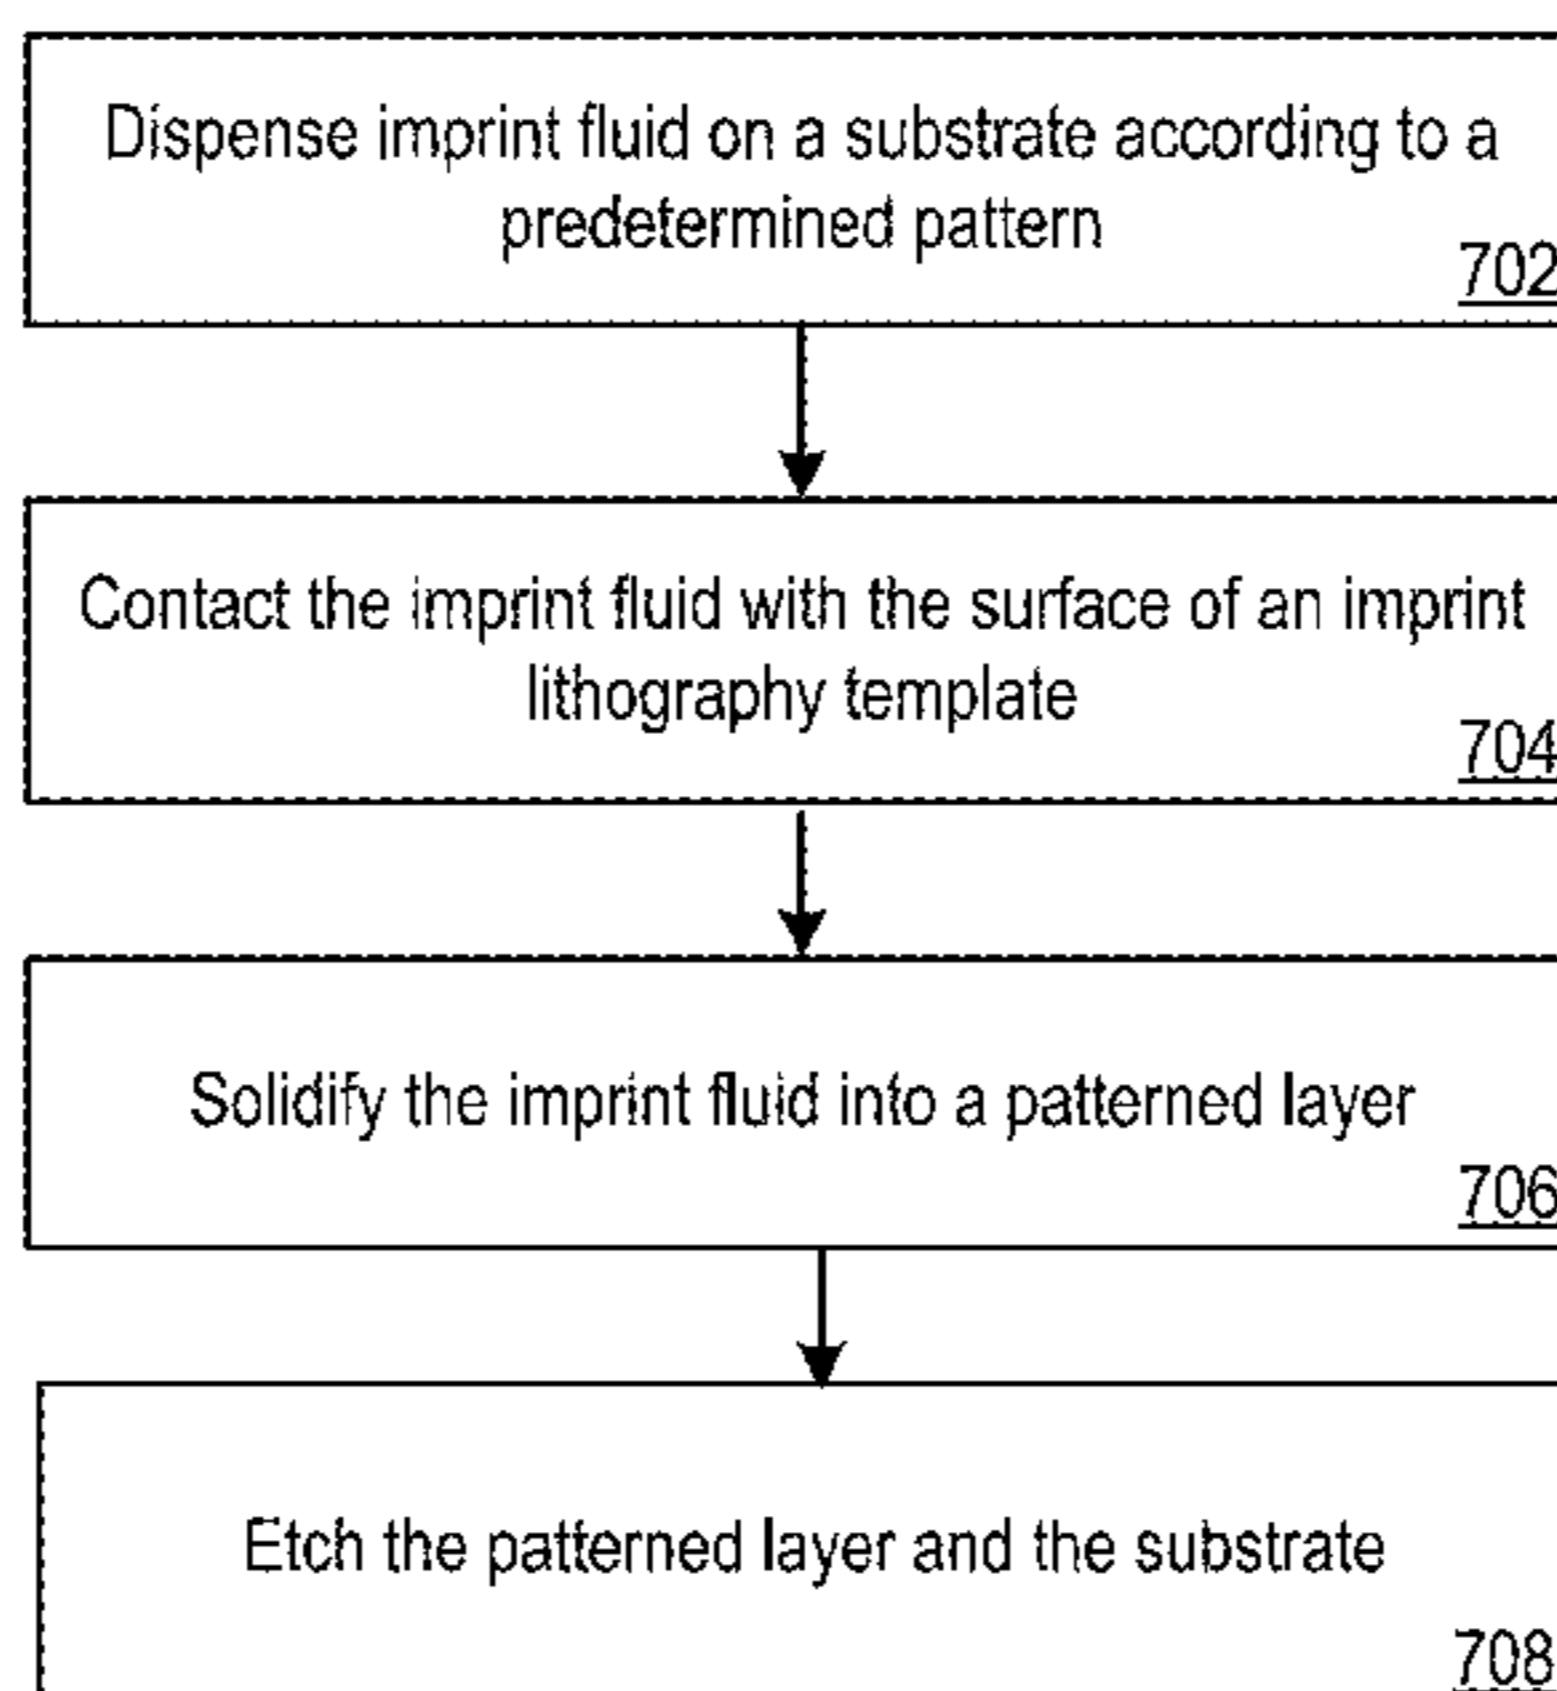 Dispense imprint fluid on a substrate according to a
predetermined pattern
702
Contact the imprint fluid with the surface of an imprint
lithography template
704
Solidify the imprint fluid into a patterned layer
706
Etch the patterned layer and the substrate
708